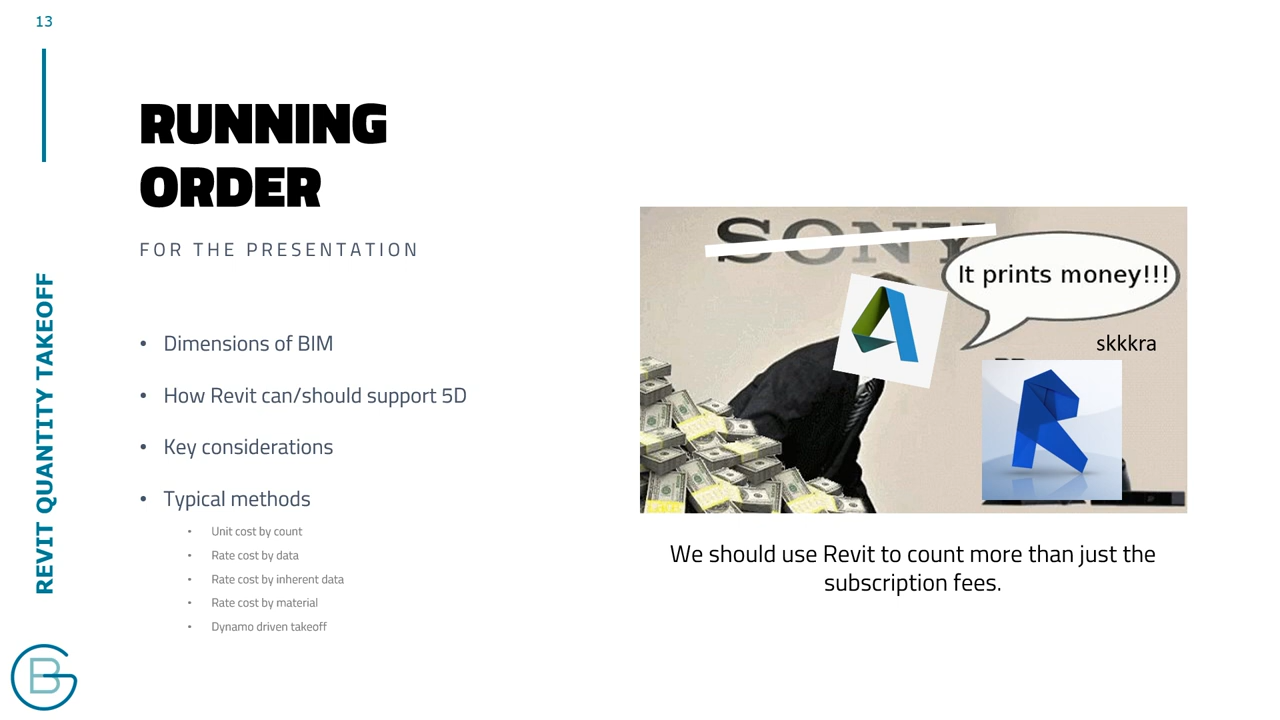 13
RUNNING
ORDER
FOR THE PRESENTATION
• Dimensions of BIM
• How Revit can/should support 5D
• Key considerations
• Typical methods
• Unit cost by count
• Rate cost by data
• Rate cost by inherent data
• Rate cost by material
• Dynamo driven takeoff
REVIT QUANTITY TAKEOFF
SONY
It prints money!!!
skkkra
We should use Revit to count more than just the
subscription fees.